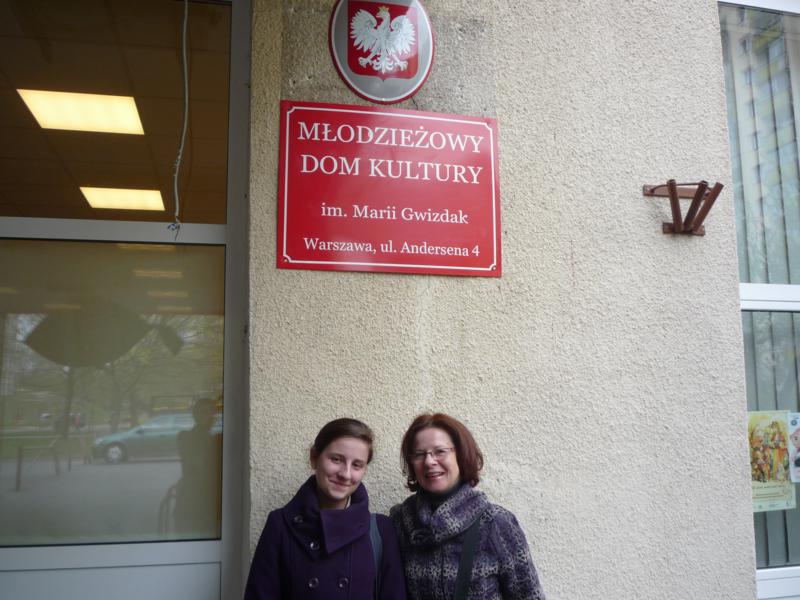 MŁODZIEŻOWY
DOM KULTURY
im. Marii Gwizdak
Warszawa, ul. Andersena 4